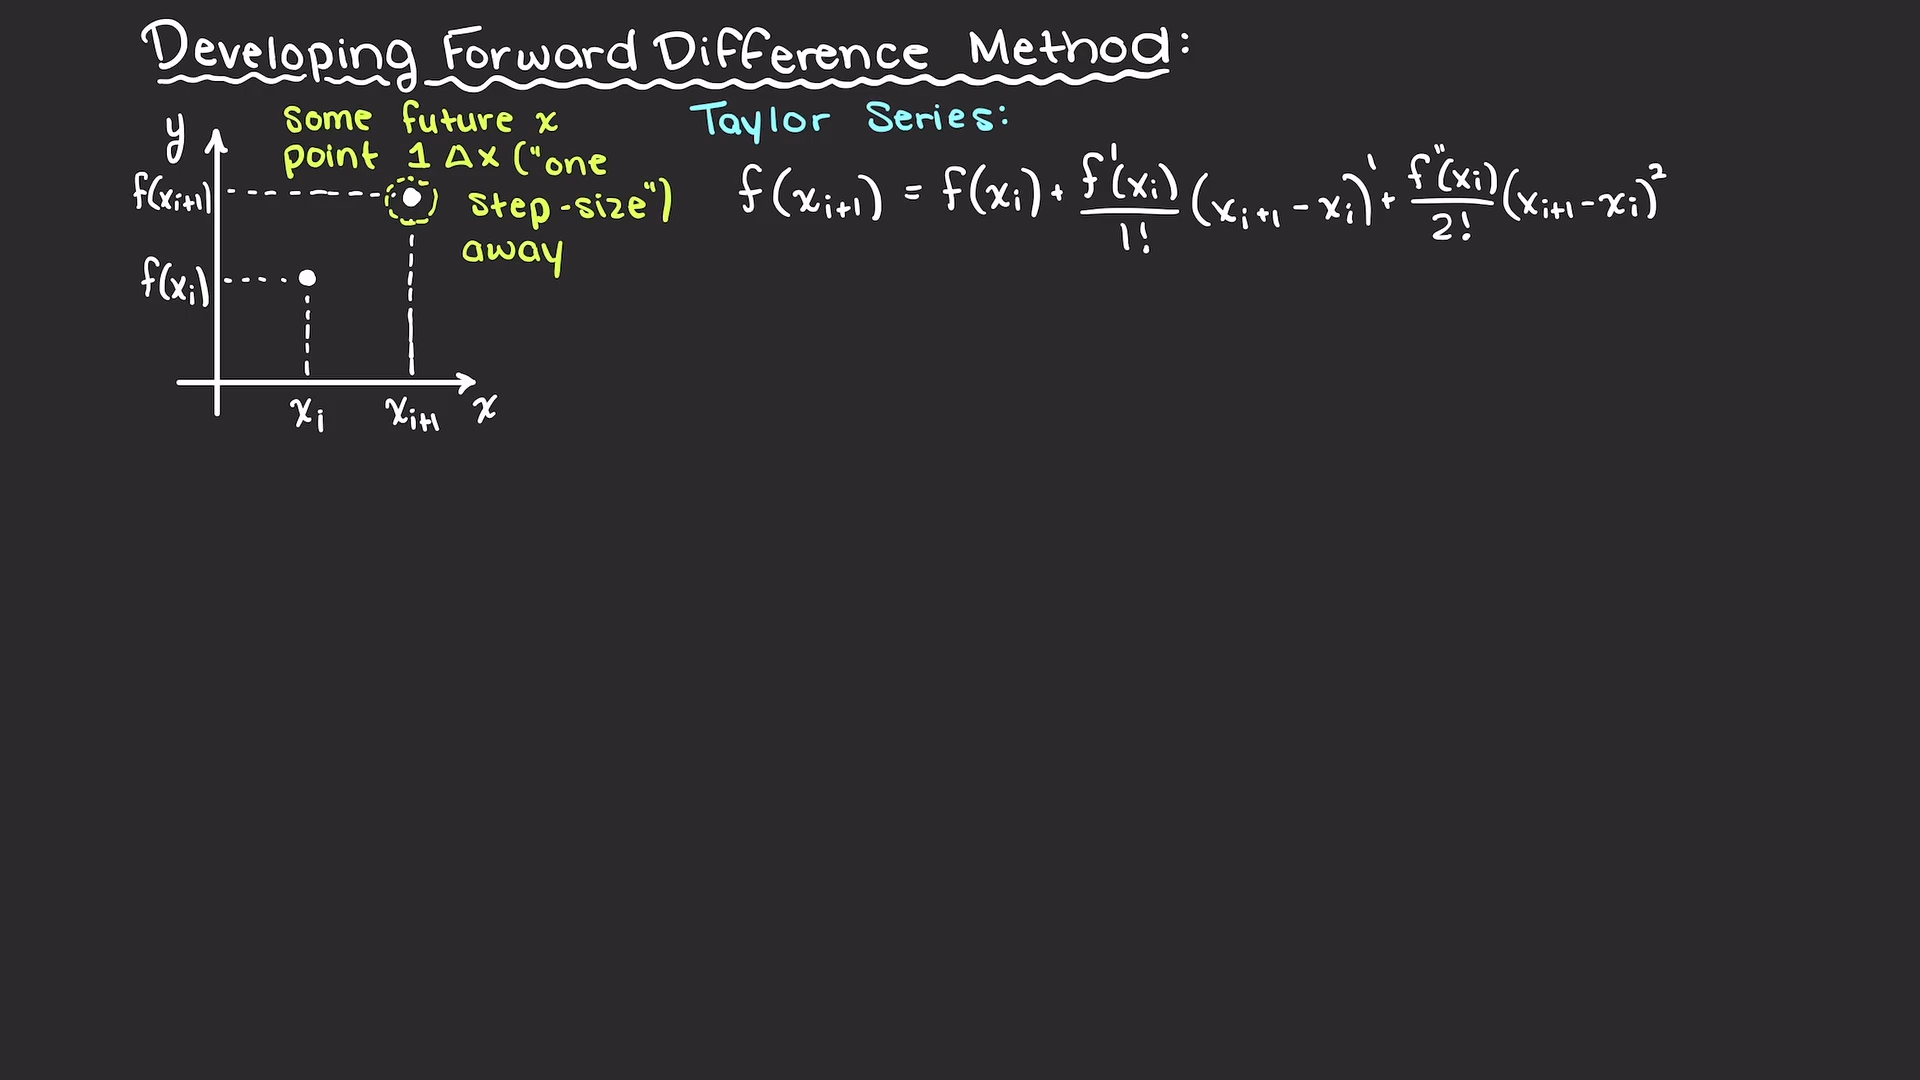 Developing Forward Difference Method:
some future x
point 1 Δx ("one
step-size")
away
y
f(xᵢ₊₁)
f(xᵢ)
xᵢ xᵢ₊₁ x
Taylor Series:
f(xᵢ₊₁) = f(xᵢ) + f'(xᵢ)/1! (xᵢ₊₁ - xᵢ)¹ + f"(xᵢ)/2! (xᵢ₊₁ - xᵢ)²